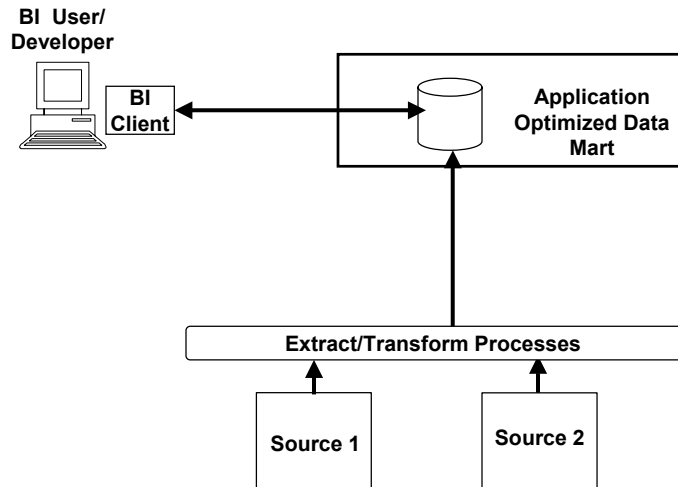 BI User/
Developer
BI
Client
Application
Optimized Data
Mart
Extract/Transform Processes
Source 1
Source 2